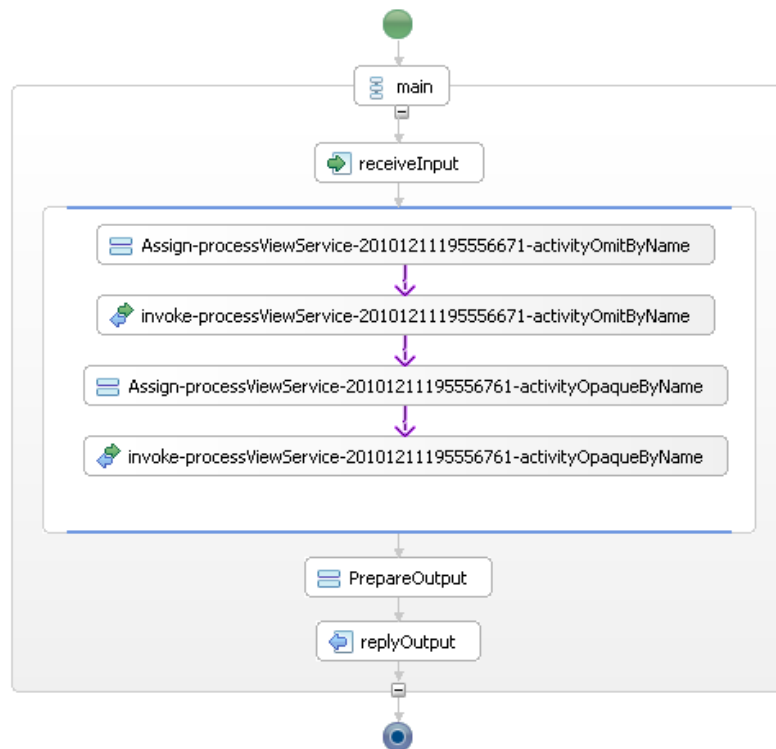 main
receiveInput
Assign-processViewService-20101211195556671-activityOmitByName
invoke-processViewService-20101211195556671-activityOmitByName
Assign-processViewService-20101211195556761-activityOpaqueByName
invoke-processViewService-20101211195556761-activityOpaqueByName
PrepareOutput
replyOutput